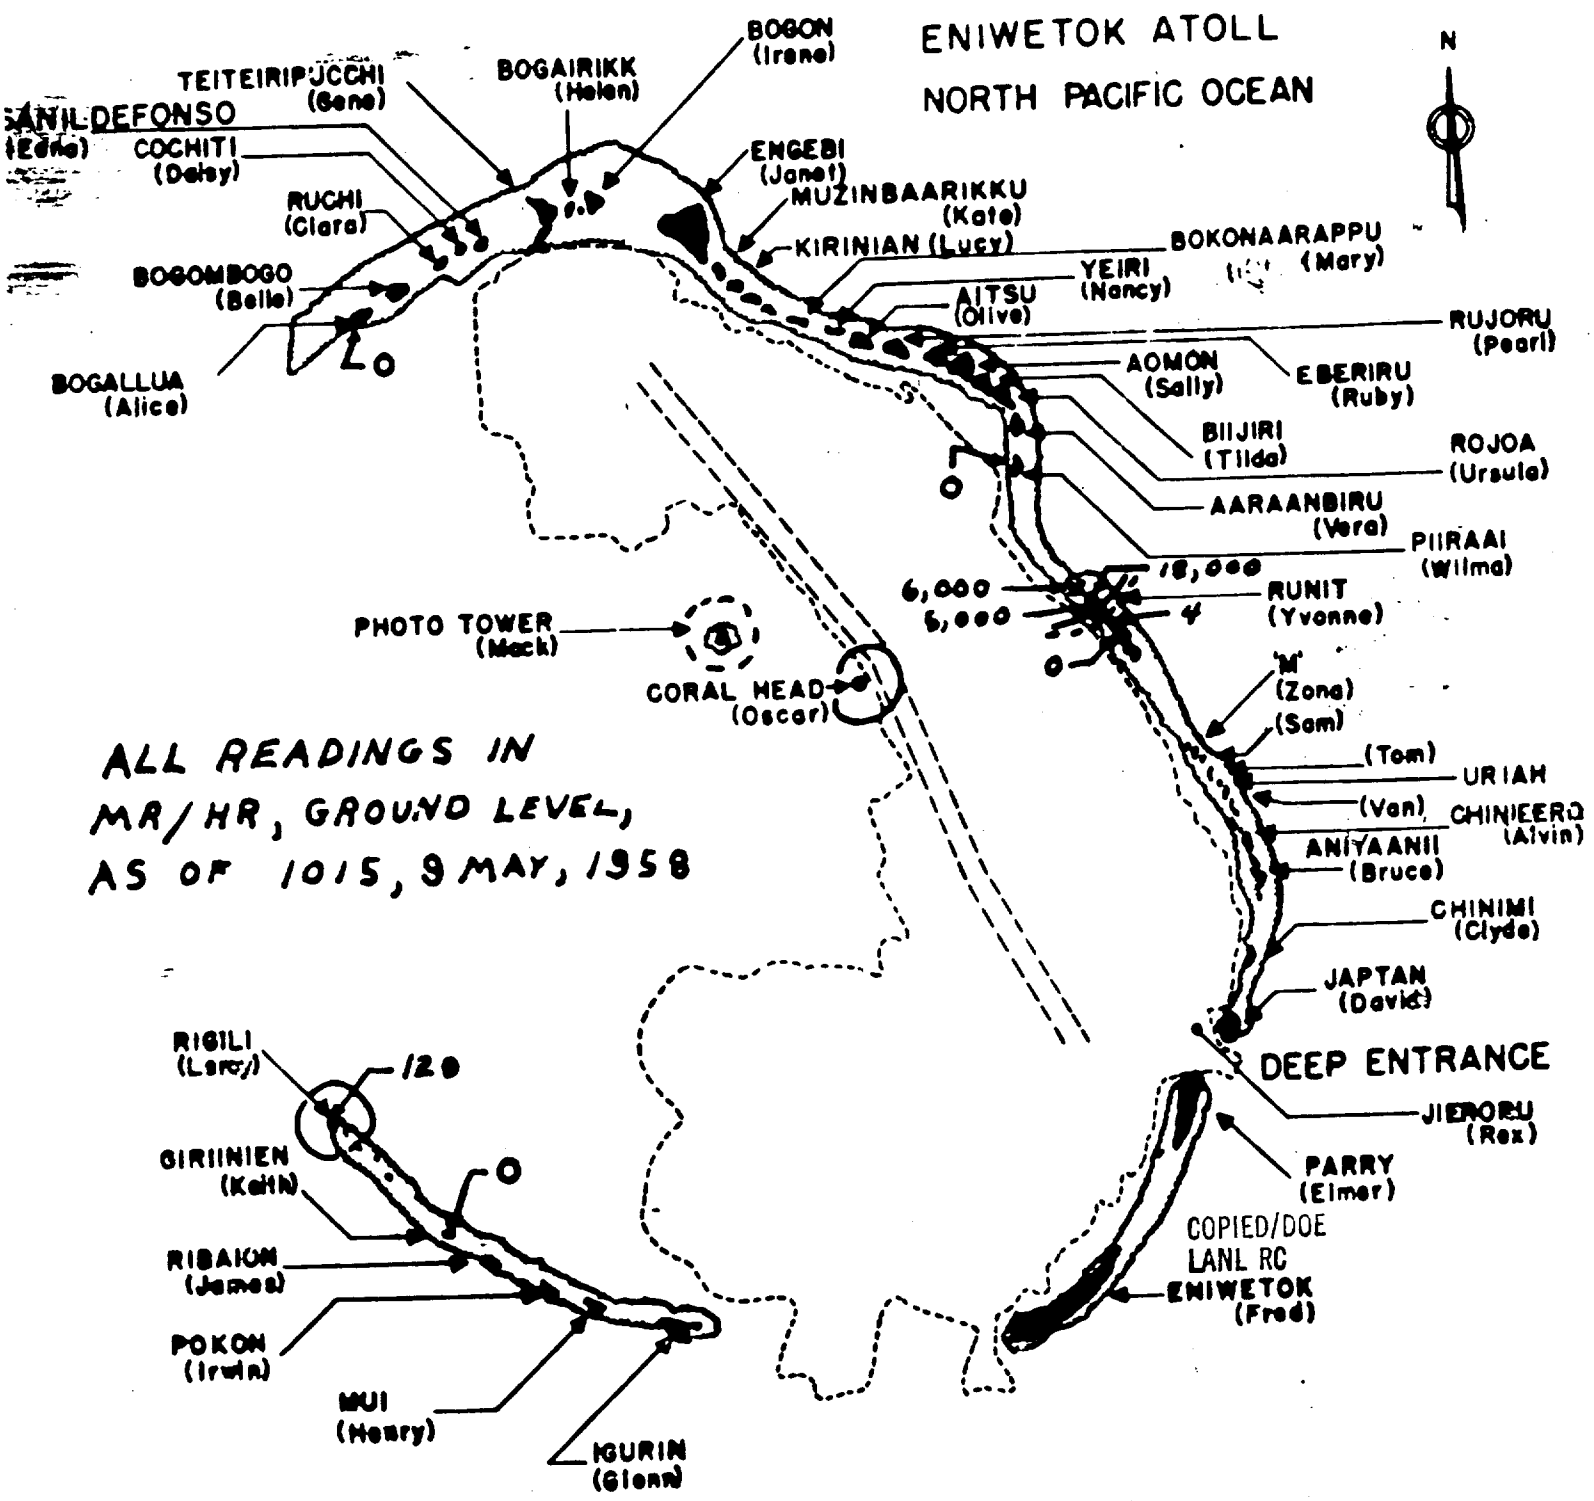 ENIWETOK ATOLL
NORTH PACIFIC OCEAN
N
BOGON
(Irene)
BOGAIRIKK
(Helen)
TEITEIRIPUCCHI
(Gene)
SANILDEFONSO
(Edna)
COCHITI
(Daisy)
RUCHI
(Clara)
BOGOMBOGO
(Belle)
BOGALLUA
(Alice)
0
ENGEBI
(Janet)
MUZINBAARIKKU
(Kate)
KIRINIAN (Lucy)
BOKONAARAPPU
(Mary)
YEIRI
(Nancy)
AITSU
(Olive)
RUJORU
(Pearl)
EBERIRU
(Ruby)
AOMON
(Sally)
BIIJIRI
(Tilda)
ROJOA
(Ursula)
AARAANBIRU
(Vera)
PIIRAAI
(Wilma)
0
6,000
18,000
5,000
4
0
RUNIT
(Yvonne)
PHOTO TOWER
(Mack)
CORAL HEAD
(Oscar)
'M'
(Zona)
(Sam)
(Tom)
URIAH
(Van)
CHINIEERO
(Alvin)
ANIYAANII
(Bruce)
CHINIMI
(Clyde)
JAPTAN
(David)
DEEP ENTRANCE
JIERORU
(Rex)
PARRY
(Elmer)
COPIED/DOE
LANL RC
ENIWETOK
(Fred)
ALL READINGS IN
MR/HR, GROUND LEVEL,
AS OF 1015, 9 MAY, 1958
RIGILI
(Leroy)
120
GIRIINIEN
(Keith)
0
RIBAION
(James)
POKON
(Irwin)
MUI
(Henry)
IGURIN
(Glenn)